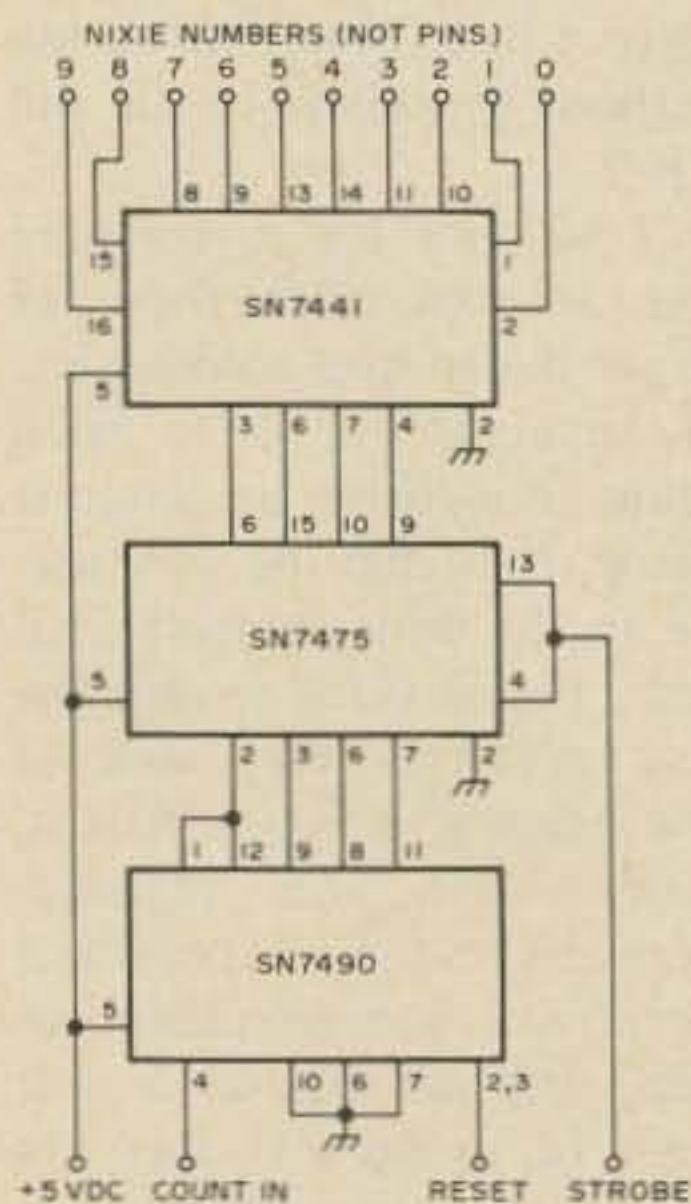 NIXIE NUMBERS (NOT PINS)
9 8 7 6 5 4 3 2 1 0
8 9 13 14 11 10
15 1
SN7441
16 2
5
3 6 7 4 2
6 15 10 9
13
SN7475
5 4
2 3 6 7 2
1 12 9 8 11
SN7490
5
4 10 6 7 2,3
+5 VDC COUNT IN RESET STROBE